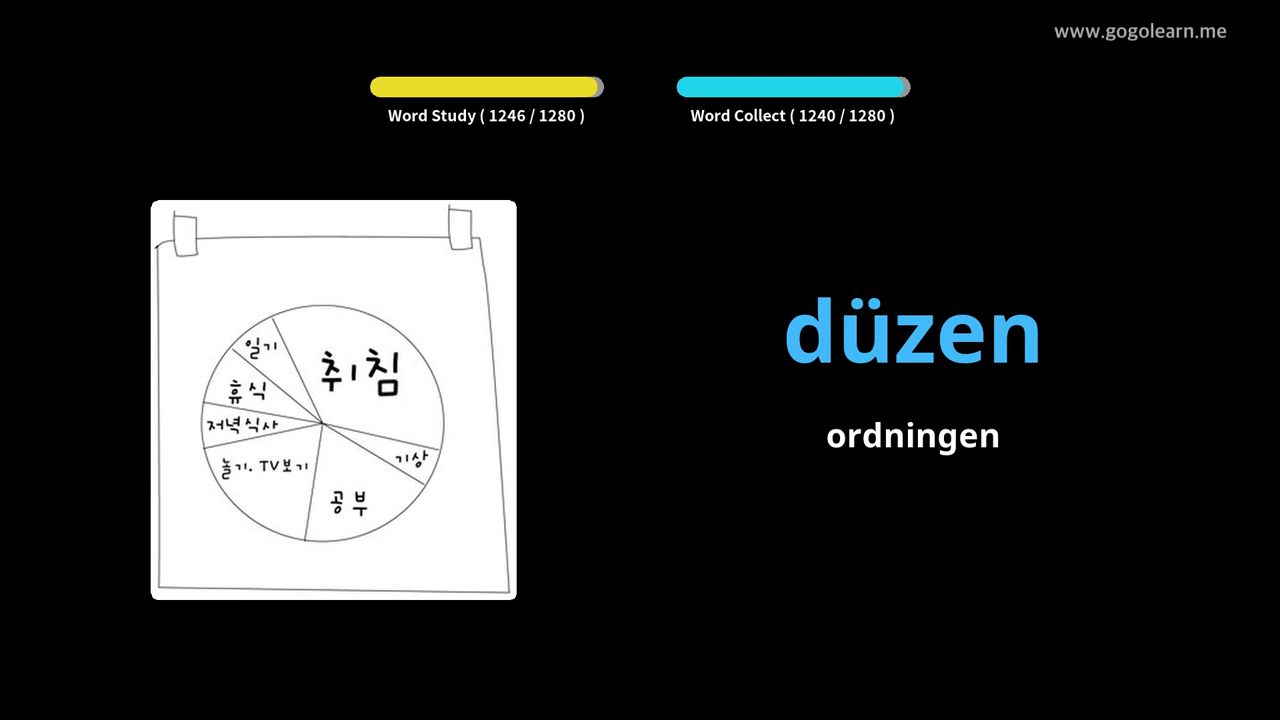 www.gogolearn.me
Word Study ( 1246 / 1280 )
Word Collect ( 1240 / 1280 )
일기
취침
휴식
저녁식사
놀기. TV보기
기상
공부
düzen
ordningen